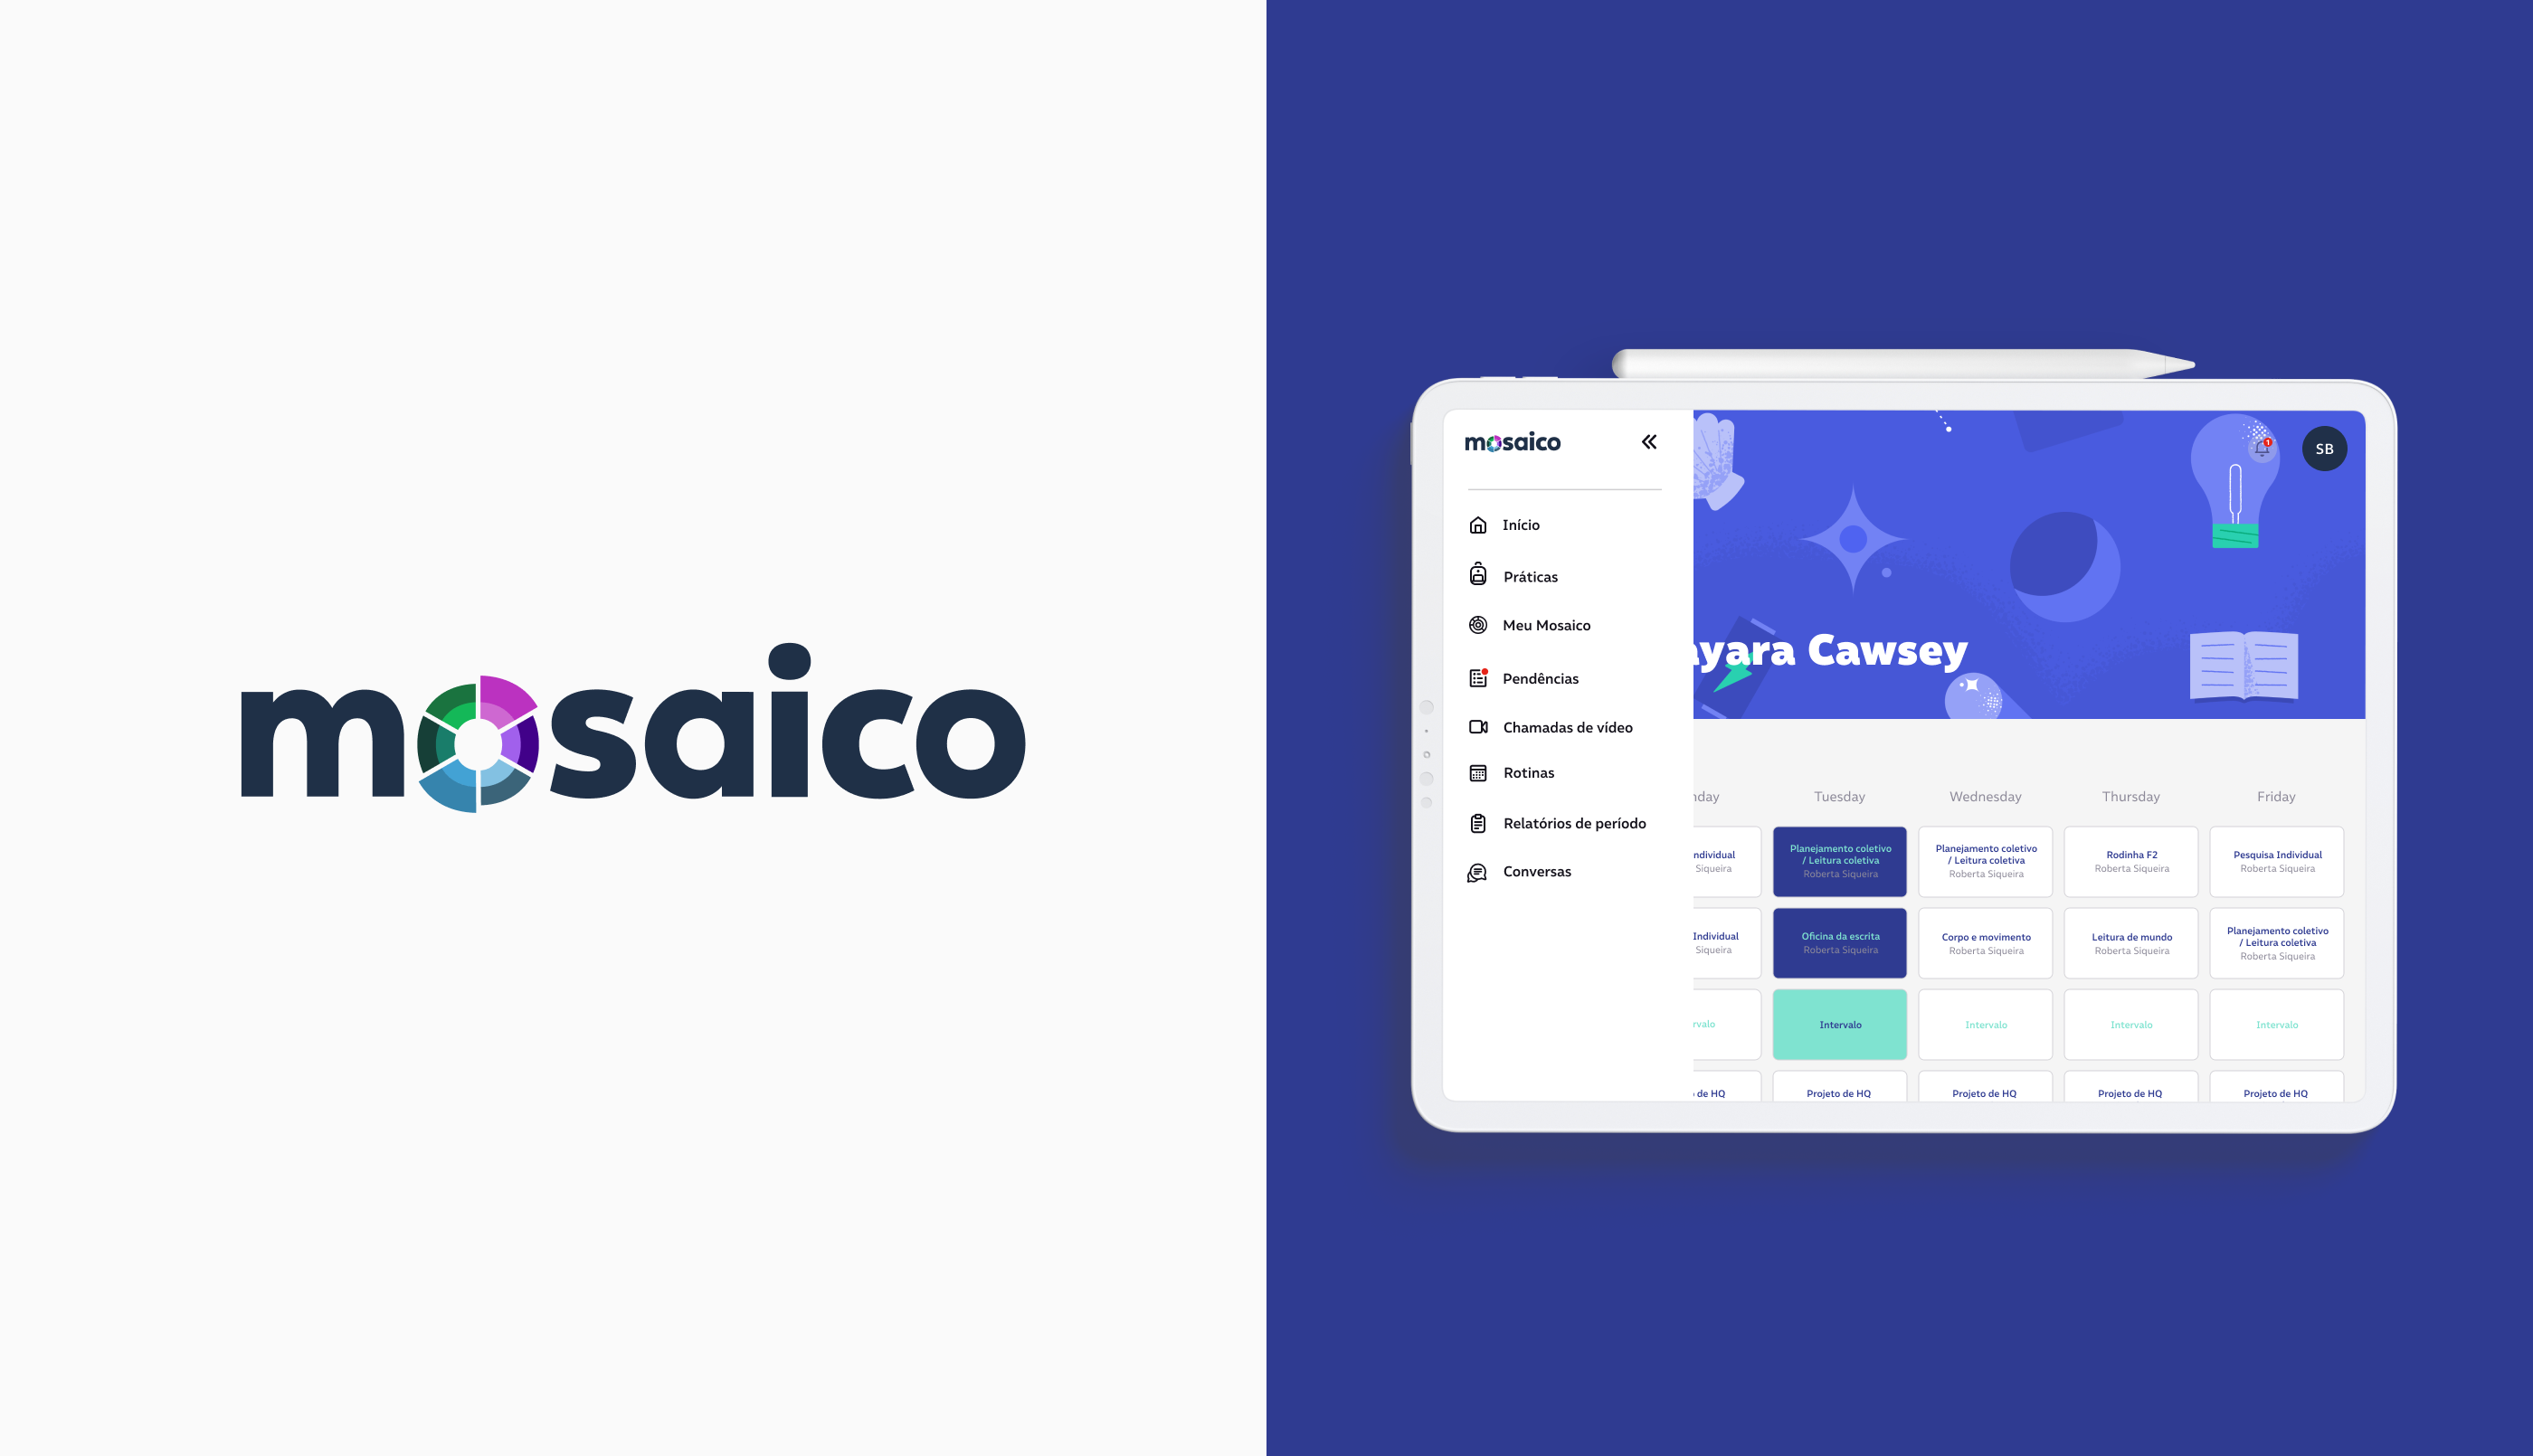 mosaico
mosaico
SB
1
Início
Práticas
Meu Mosaico
Pendências
Chamadas de vídeo
Rotinas
Relatórios de período
Conversas
ayara Cawsey
nday Tuesday Wednesday Thursday Friday
ndividual
Siqueira
Planejamento coletivo
/ Leitura coletiva
Roberta Siqueira
Planejamento coletivo
/ Leitura coletiva
Roberta Siqueira
Rodinha F2
Roberta Siqueira
Pesquisa Individual
Roberta Siqueira
Individual
Siqueira
Oficina da escrita
Roberta Siqueira
Corpo e movimento
Roberta Siqueira
Leitura de mundo
Roberta Siqueira
Planejamento coletivo
/ Leitura coletiva
Roberta Siqueira
rvalo
Intervalo
Intervalo
Intervalo
Intervalo
de HQ
Projeto de HQ
Projeto de HQ
Projeto de HQ
Projeto de HQ